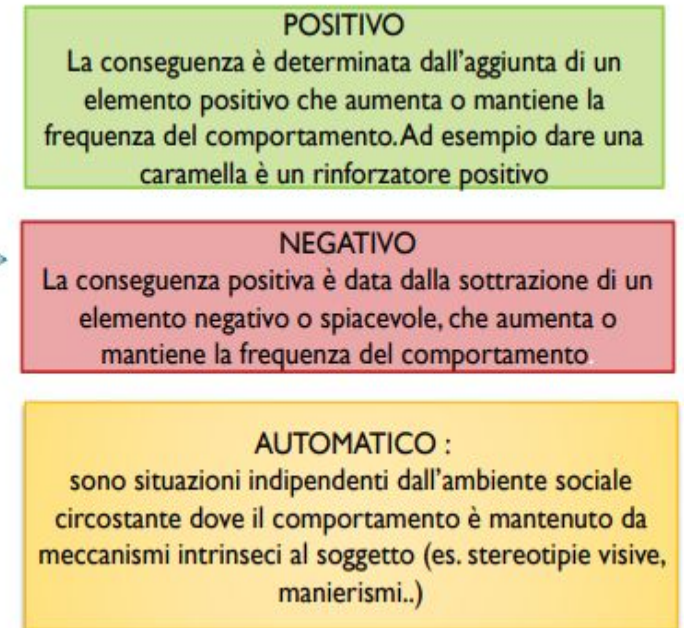 POSITIVO
La conseguenza è determinata dall'aggiunta di un
elemento positivo che aumenta o mantiene la
frequenza del comportamento. Ad esempio dare una
caramella è un rinforzatore positivo
NEGATIVO
La conseguenza positiva è data dalla sottrazione di un
elemento negativo o spiacevole, che aumenta o
mantiene la frequenza del comportamento.
AUTOMATICO :
sono situazioni indipendenti dall'ambiente sociale
circostante dove il comportamento è mantenuto da
meccanismi intrinseci al soggetto (es. stereotipie visive,
manierismi..)